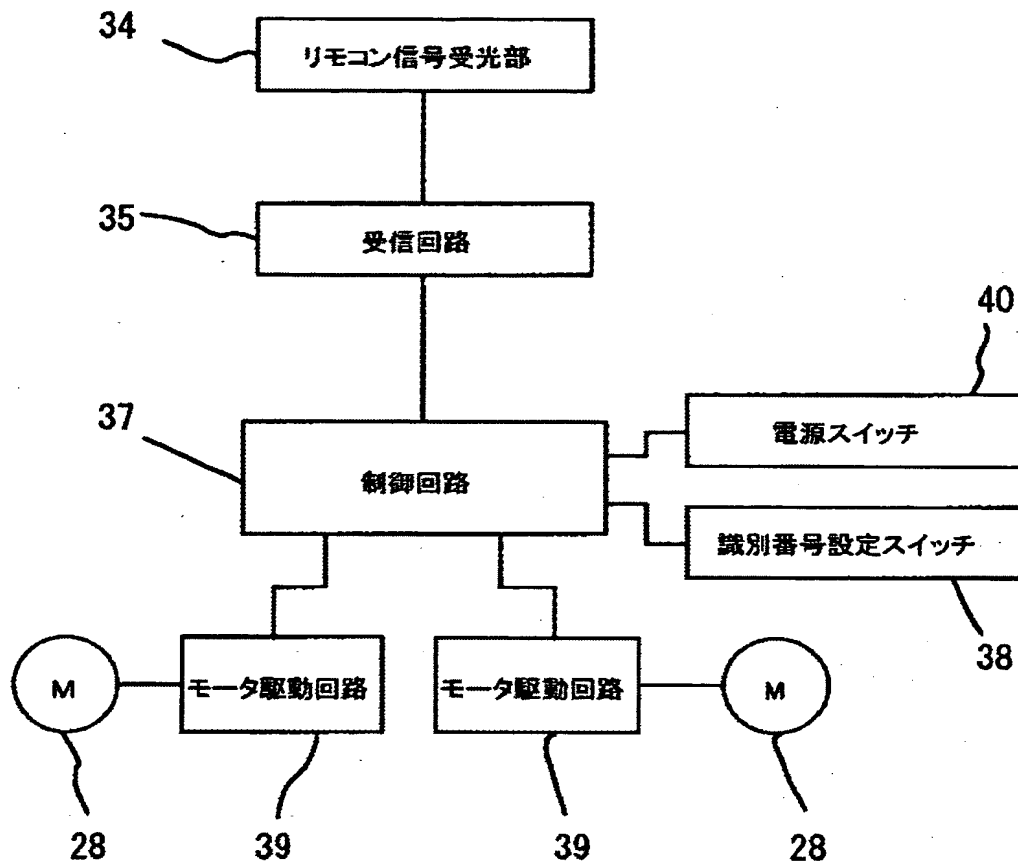 34
リモコン信号受光部
35
受信回路
40
37
電源スイッチ
制御回路
識別番号設定スイッチ
38
M
モータ駆動回路
モータ駆動回路
M
28
39
39
28